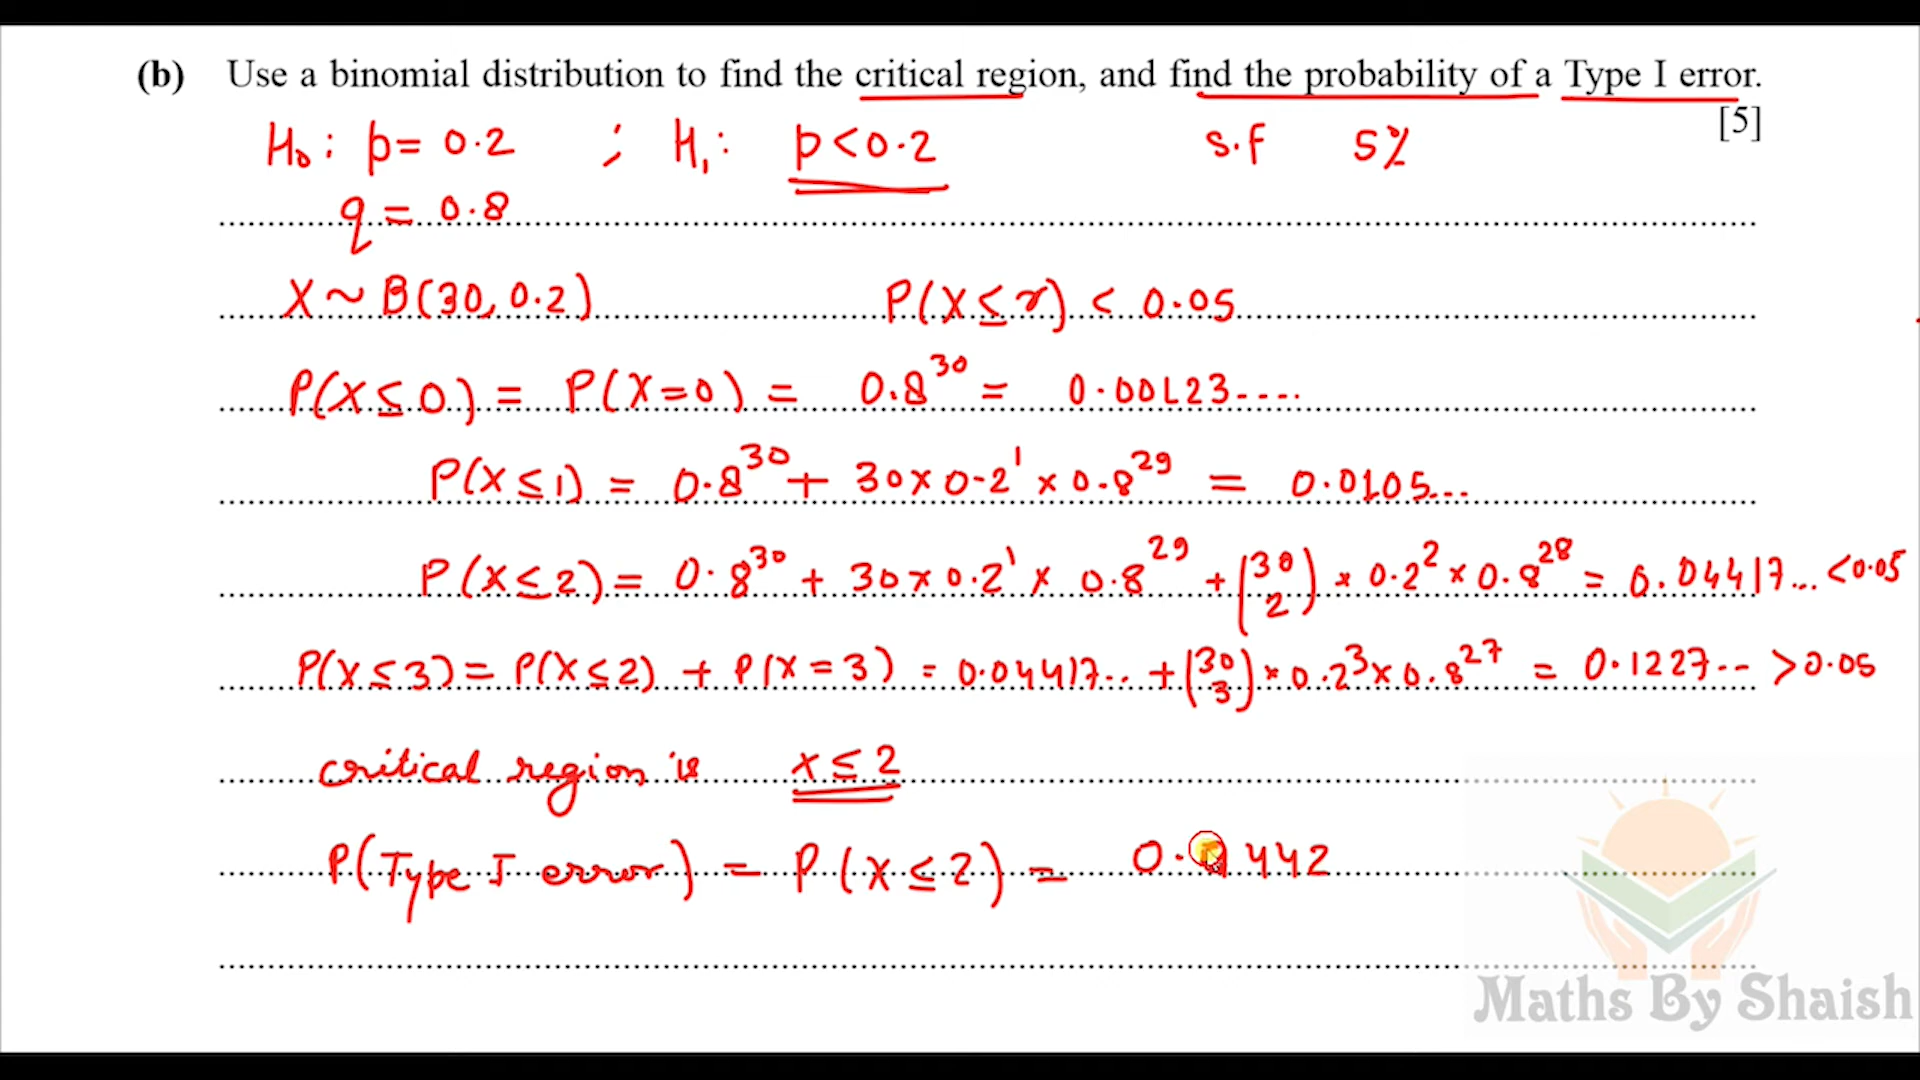 (b) Use a binomial distribution to find the critical region, and find the probability of a Type I error.
[5]
H₀ : p = 0.2 ; H₁ : p < 0.2 s.f 5%
q = 0.8
X ~ B(30, 0.2) P(X ≤ r) < 0.05
P(X ≤ 0) = P(X = 0) = 0.8³⁰ = 0.00123----
P(X ≤ 1) = 0.8³⁰ + 30 × 0.2¹ × 0.8²⁹ = 0.0105...
P(X ≤ 2) = 0.8³⁰ + 30 × 0.2¹ × 0.8²⁹ + (30 2) × 0.2² × 0.8²⁸ = 0.04417... < 0.05
P(X ≤ 3) = P(X ≤ 2) + P(X = 3) = 0.04417.. + (30 3) × 0.2³ × 0.8²⁷ = 0.1227-- > 0.05
critical region is x ≤ 2
P(Type I error) = P(X ≤ 2) = 0.0442
Maths By Shaish